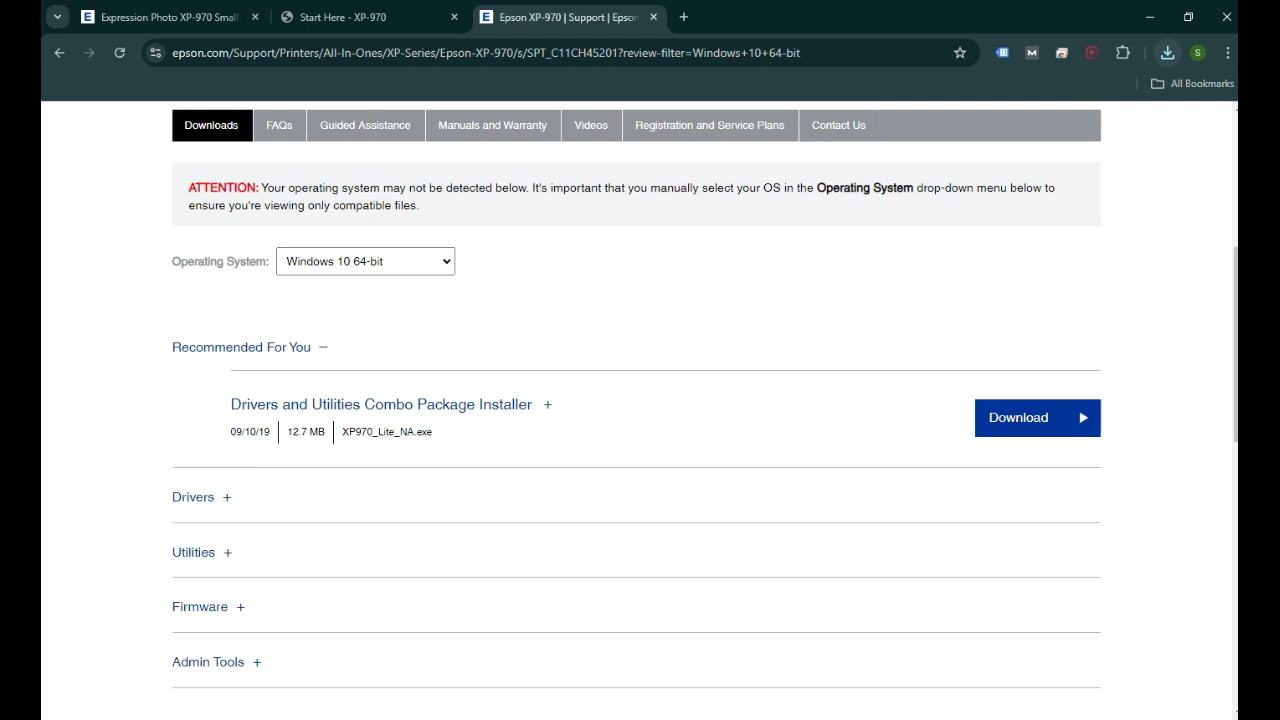 Expression Photo XP-970 Small
Start Here - XP-970
Epson XP-970 | Support | Epson
epson.com/Support/Printers/All-In-Ones/XP-Series/Epson-XP-970/s/SPT_C11CH45201?review-filter=Windows+10+64-bit
M
S
All Bookmarks
Downloads
FAQs
Guided Assistance
Manuals and Warranty
Videos
Registration and Service Plans
Contact Us
ATTENTION: Your operating system may not be detected below. It's important that you manually select your OS in the Operating System drop-down menu below to
ensure you're viewing only compatible files.
Operating System: Windows 10 64-bit
Recommended For You −
Drivers and Utilities Combo Package Installer +
09/10/19 | 12.7 MB | XP970_Lite_NA.exe
Download
Drivers +
Utilities +
Firmware +
Admin Tools +